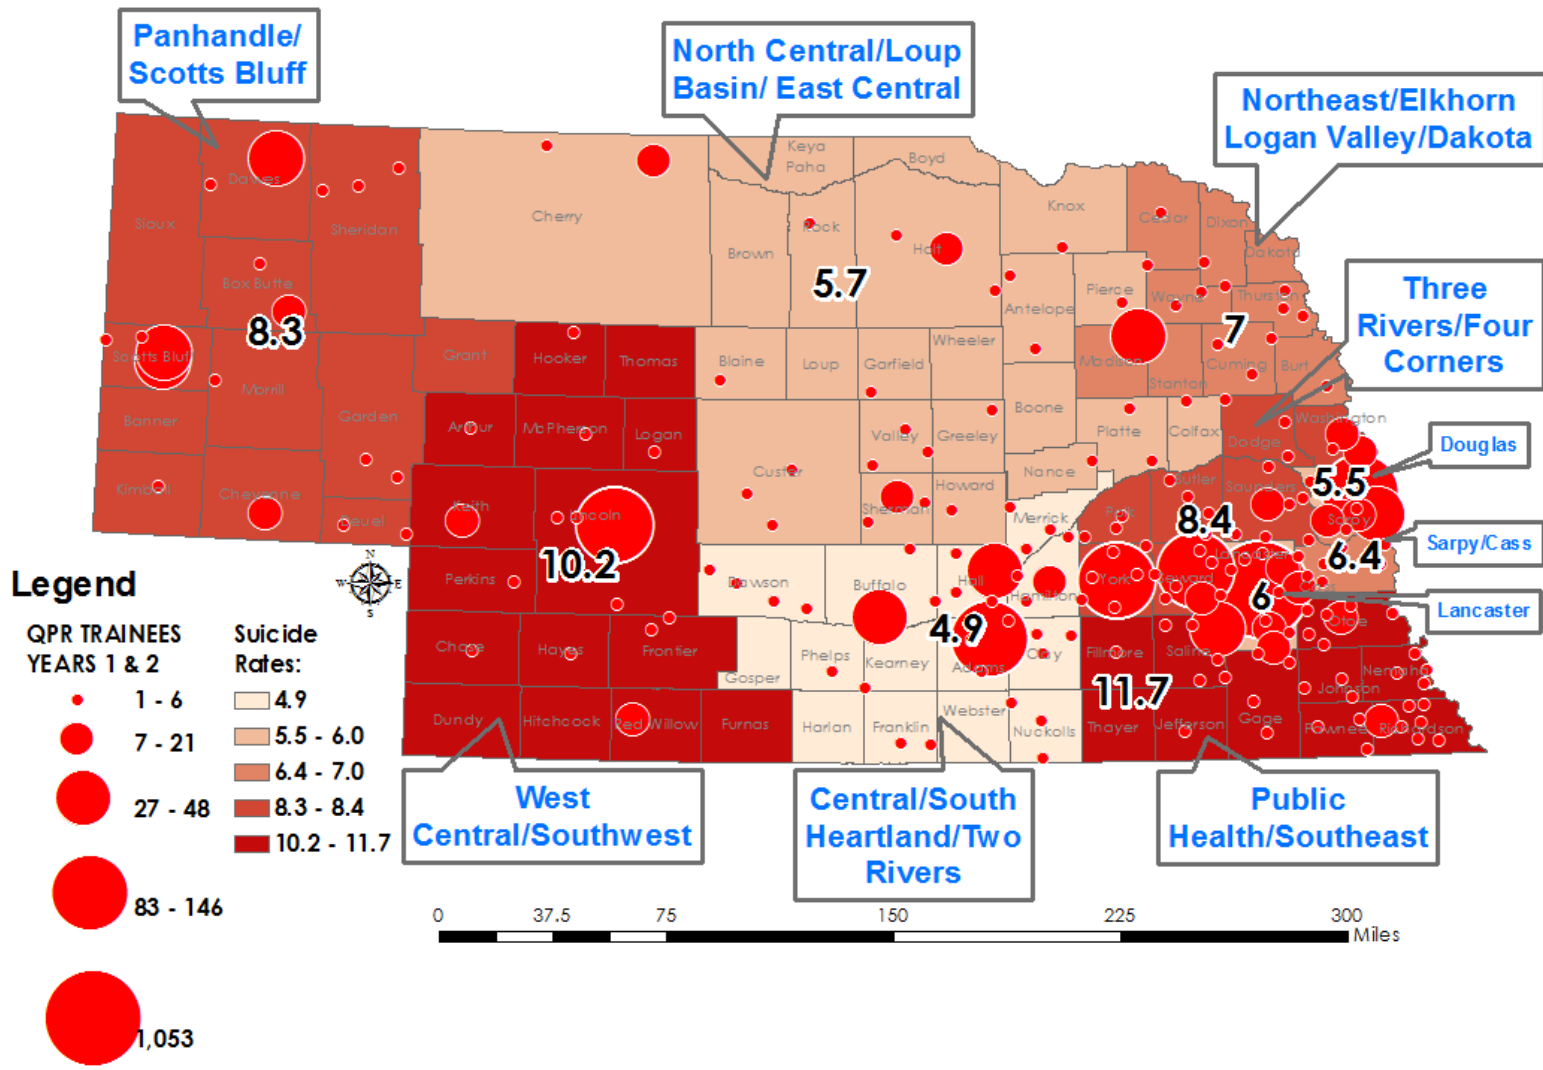 Panhandle/
Scotts Bluff
North Central/Loup
Basin/ East Central
Northeast/Elkhorn
Logan Valley/Dakota
Three
Rivers/Four
Corners
Douglas
Sarpy/Cass
Lancaster
Public
Health/Southeast
Central/South
Heartland/Two
Rivers
West
Central/Southwest
Sioux
Dawes
Sheridan
Box Butte
Scotts Bluff
Morrill
Banner
Garden
Kimball
Cheyenne
Deuel
8.3
Cherry
Keya
Paha
Boyd
Brown
Rock
Holt
Knox
Antelope
Pierce
5.7
Cedar
Dixon
Dakota
Wayne
Thurston
7
Madison
Stanton
Cuming
Burt
Grant
Hooker
Thomas
Blaine
Loup
Garfield
Wheeler
Boone
Platte
Colfax
Dodge
Washington
Arthur
McPherson
Logan
Custer
Valley
Greeley
Nance
Sherman
Howard
Merrick
Butler
Saunders
5.5
Sarpy
Keith
Lincoln
Polk
8.4
6.4
Cass
Perkins
10.2
Dawson
Buffalo
Hall
Hamilton
York
Seward
Lancaster
6
Otoe
Chase
Hayes
Frontier
Gosper
Phelps
Kearney
4.9
Adams
Clay
Fillmore
Saline
Johnson
Nemaha
11.7
Dundy
Hitchcock
Red Willow
Furnas
Harlan
Franklin
Webster
Nuckolls
Thayer
Jefferson
Gage
Pawnee
Richardson
N
W
E
S
Legend
QPR TRAINEES
YEARS 1 & 2
1 - 6
7 - 21
27 - 48
83 - 146
1,053
Suicide
Rates:
4.9
5.5 - 6.0
6.4 - 7.0
8.3 - 8.4
10.2 - 11.7
0 37.5 75 150 225 300
Miles